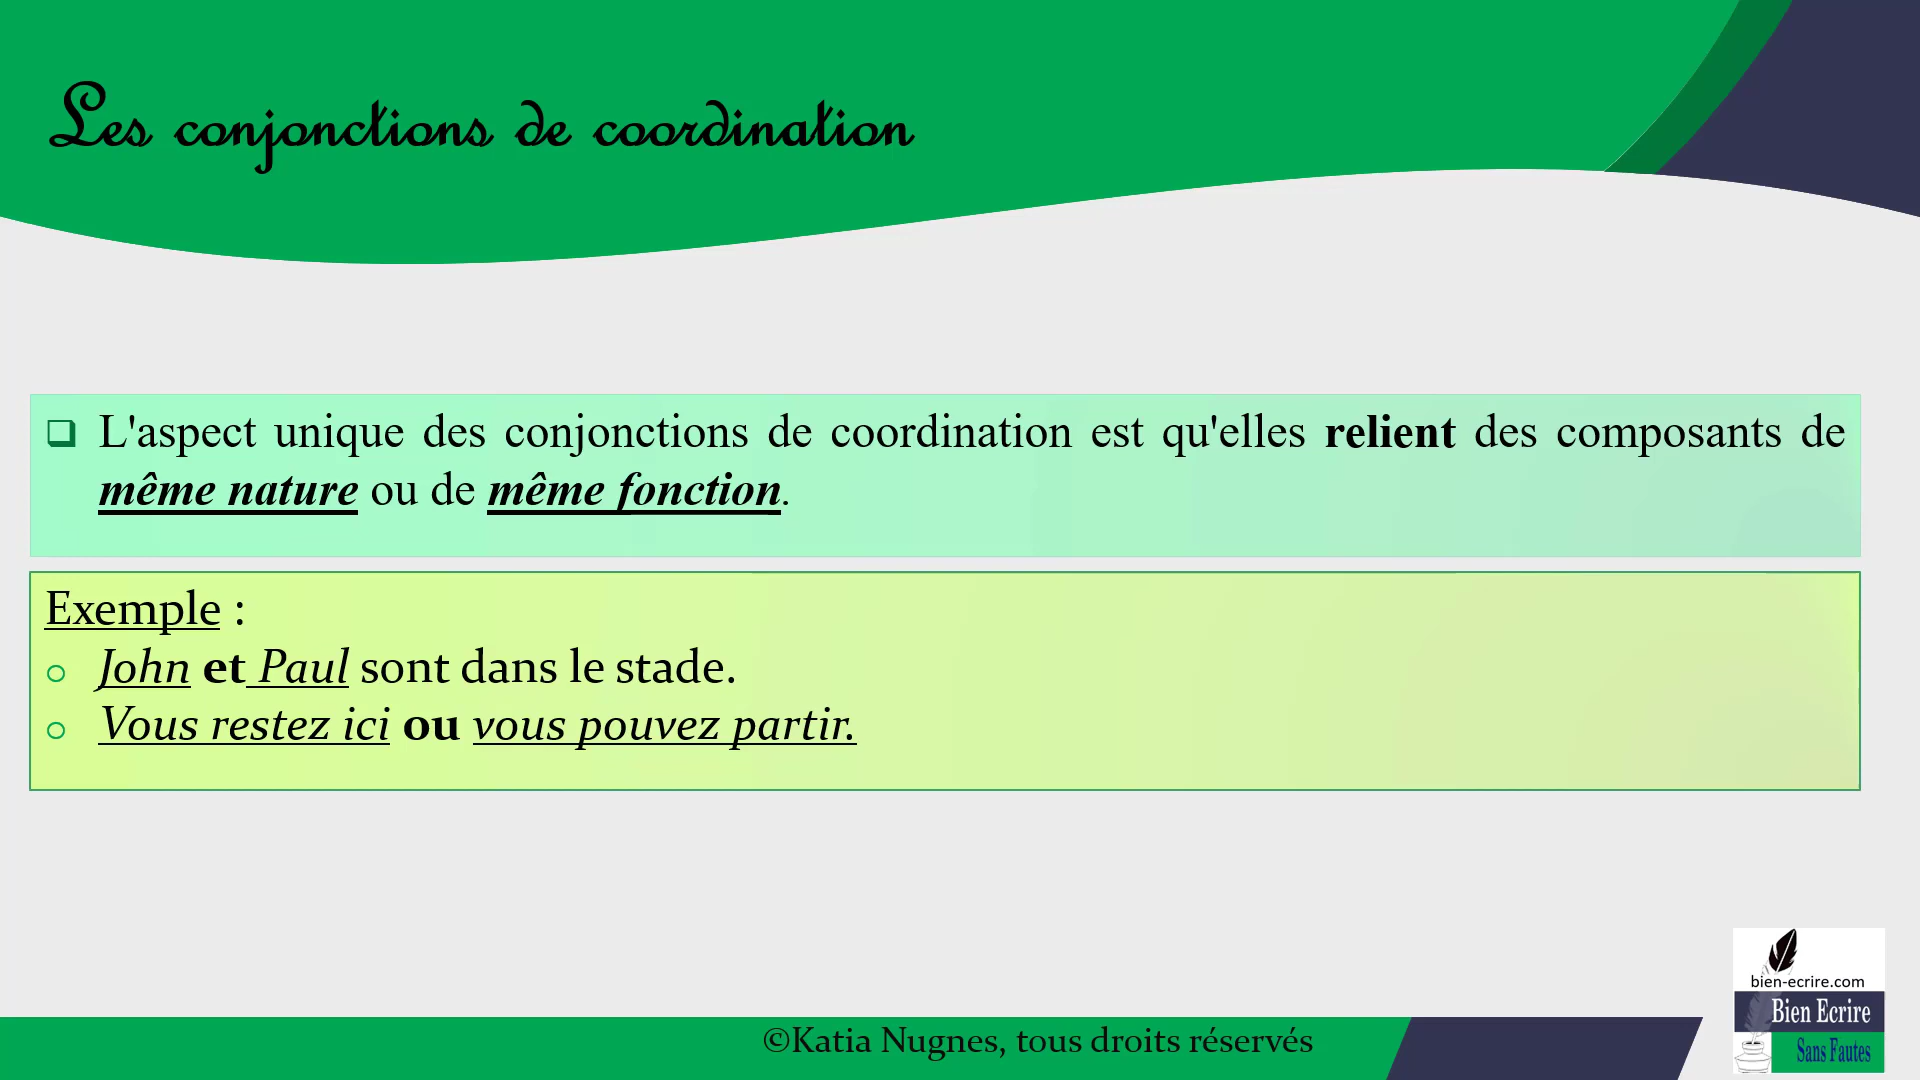 Les conjonctions de coordination
L'aspect unique des conjonctions de coordination est qu'elles relient des composants de
même nature ou de même fonction.
Exemple :
John et Paul sont dans le stade.
Vous restez ici ou vous pouvez partir.
bien-ecrire.com
Bien Ecrire
Sans Fautes
©Katia Nugnes, tous droits réservés